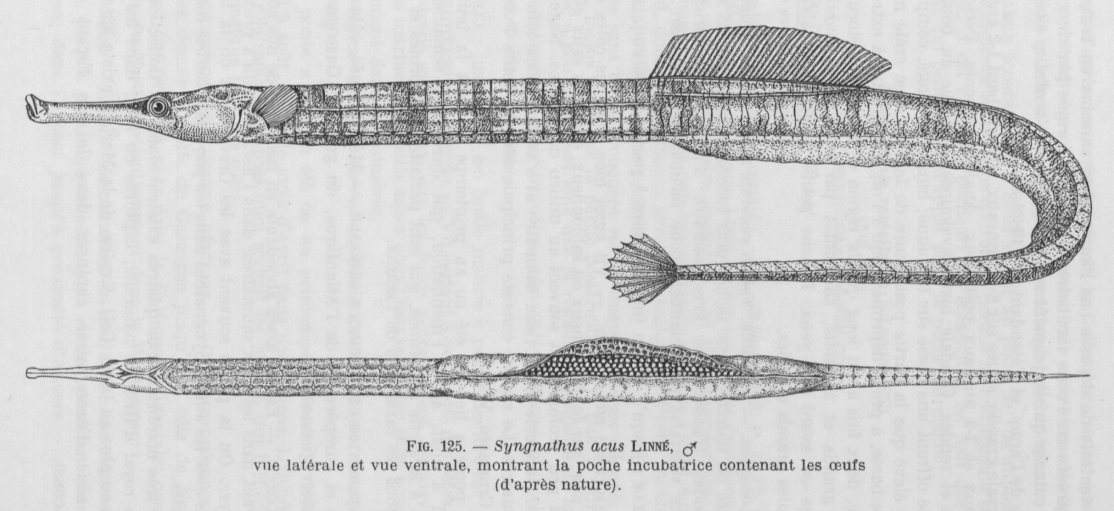 FIG. 125. — Syngnathus acus LINNÉ, ♂
vue latérale et vue ventrale, montrant la poche incubatrice contenant les œufs
(d'après nature).